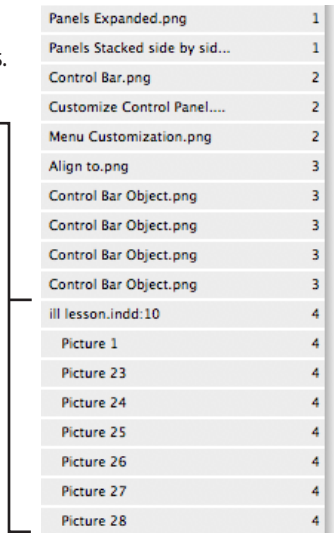 s.
Panels Expanded.png 1
Panels Stacked side by sid... 1
Control Bar.png 2
Customize Control Panel.... 2
Menu Customization.png 2
Align to.png 3
Control Bar Object.png 3
Control Bar Object.png 3
Control Bar Object.png 3
Control Bar Object.png 3
ill lesson.indd:10 4
Picture 1 4
Picture 23 4
Picture 24 4
Picture 25 4
Picture 26 4
Picture 27 4
Picture 28 4